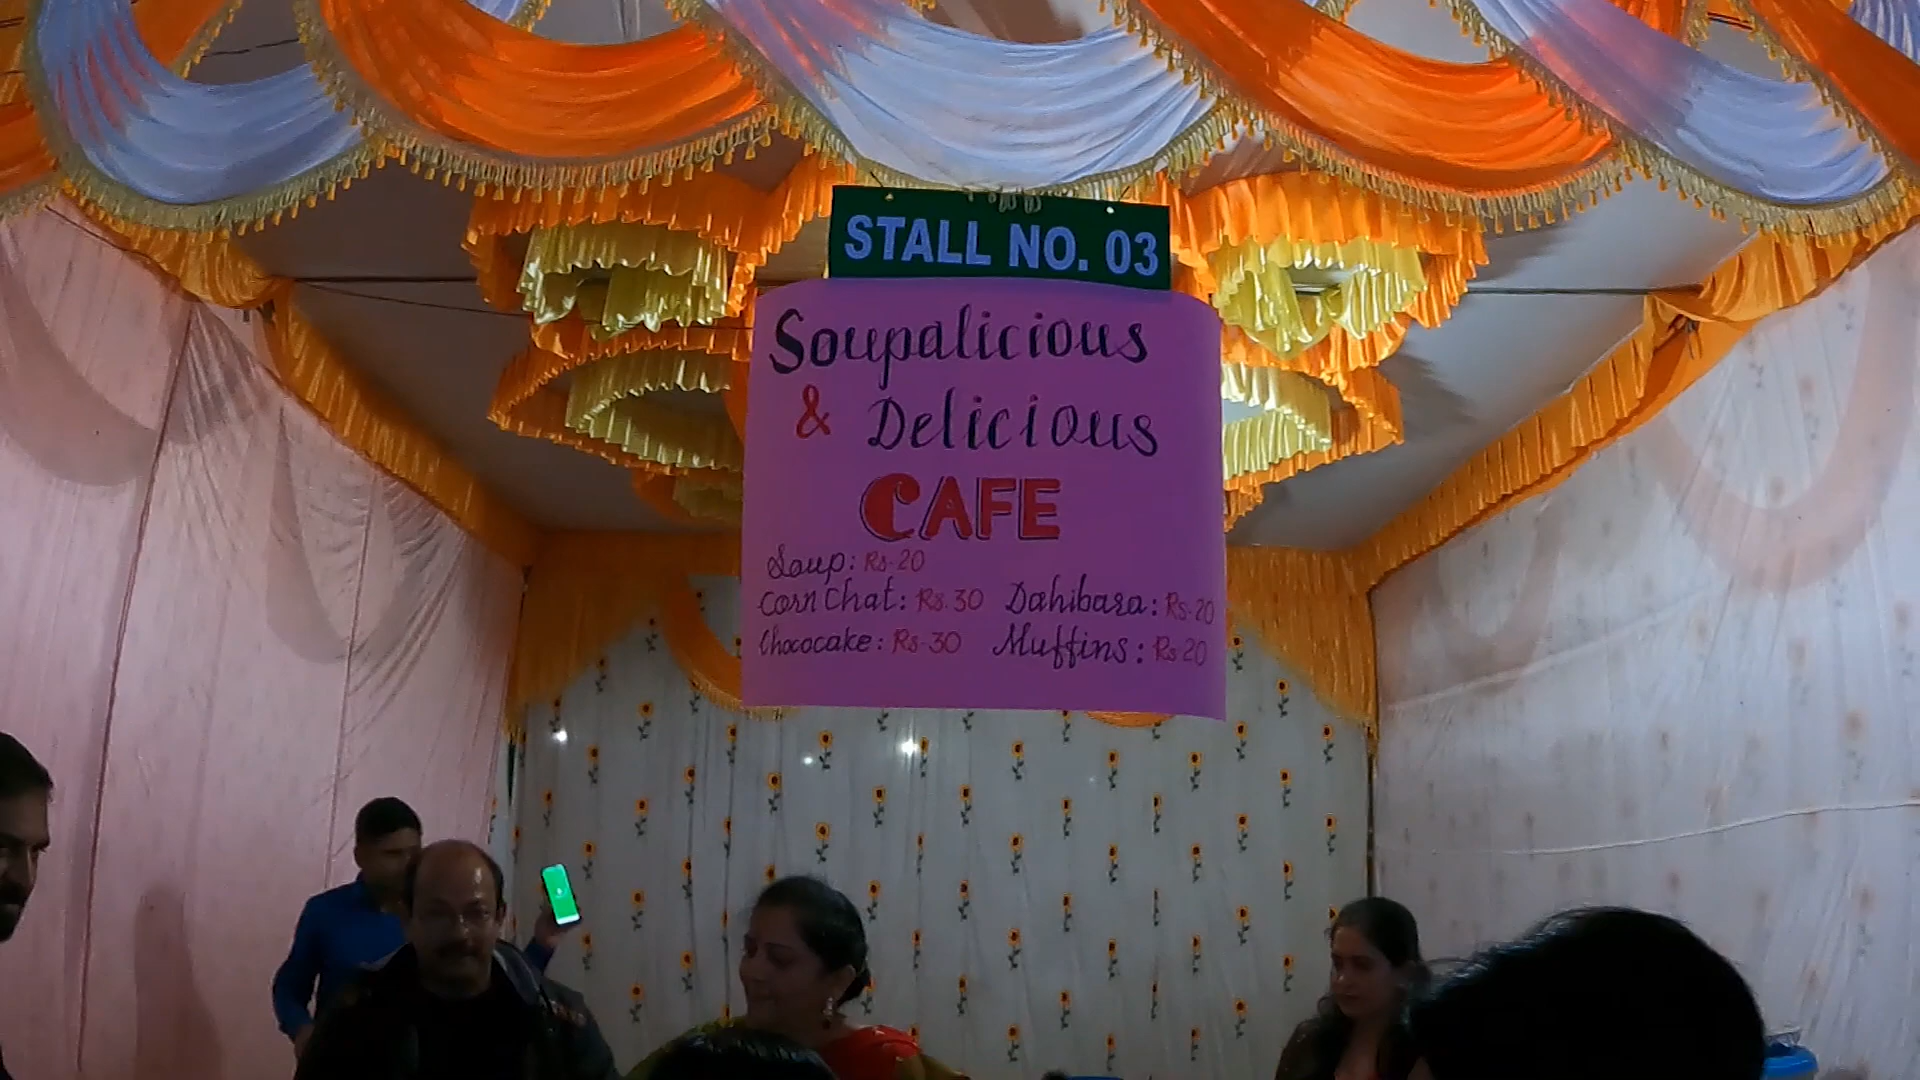 STALL NO. 03
Soupalicious
& Delicious
CAFE
Soup: Rs-20
Corn Chat: Rs.30 Dahibara: Rs-20
Chococake: Rs-30 Muffins: Rs 20